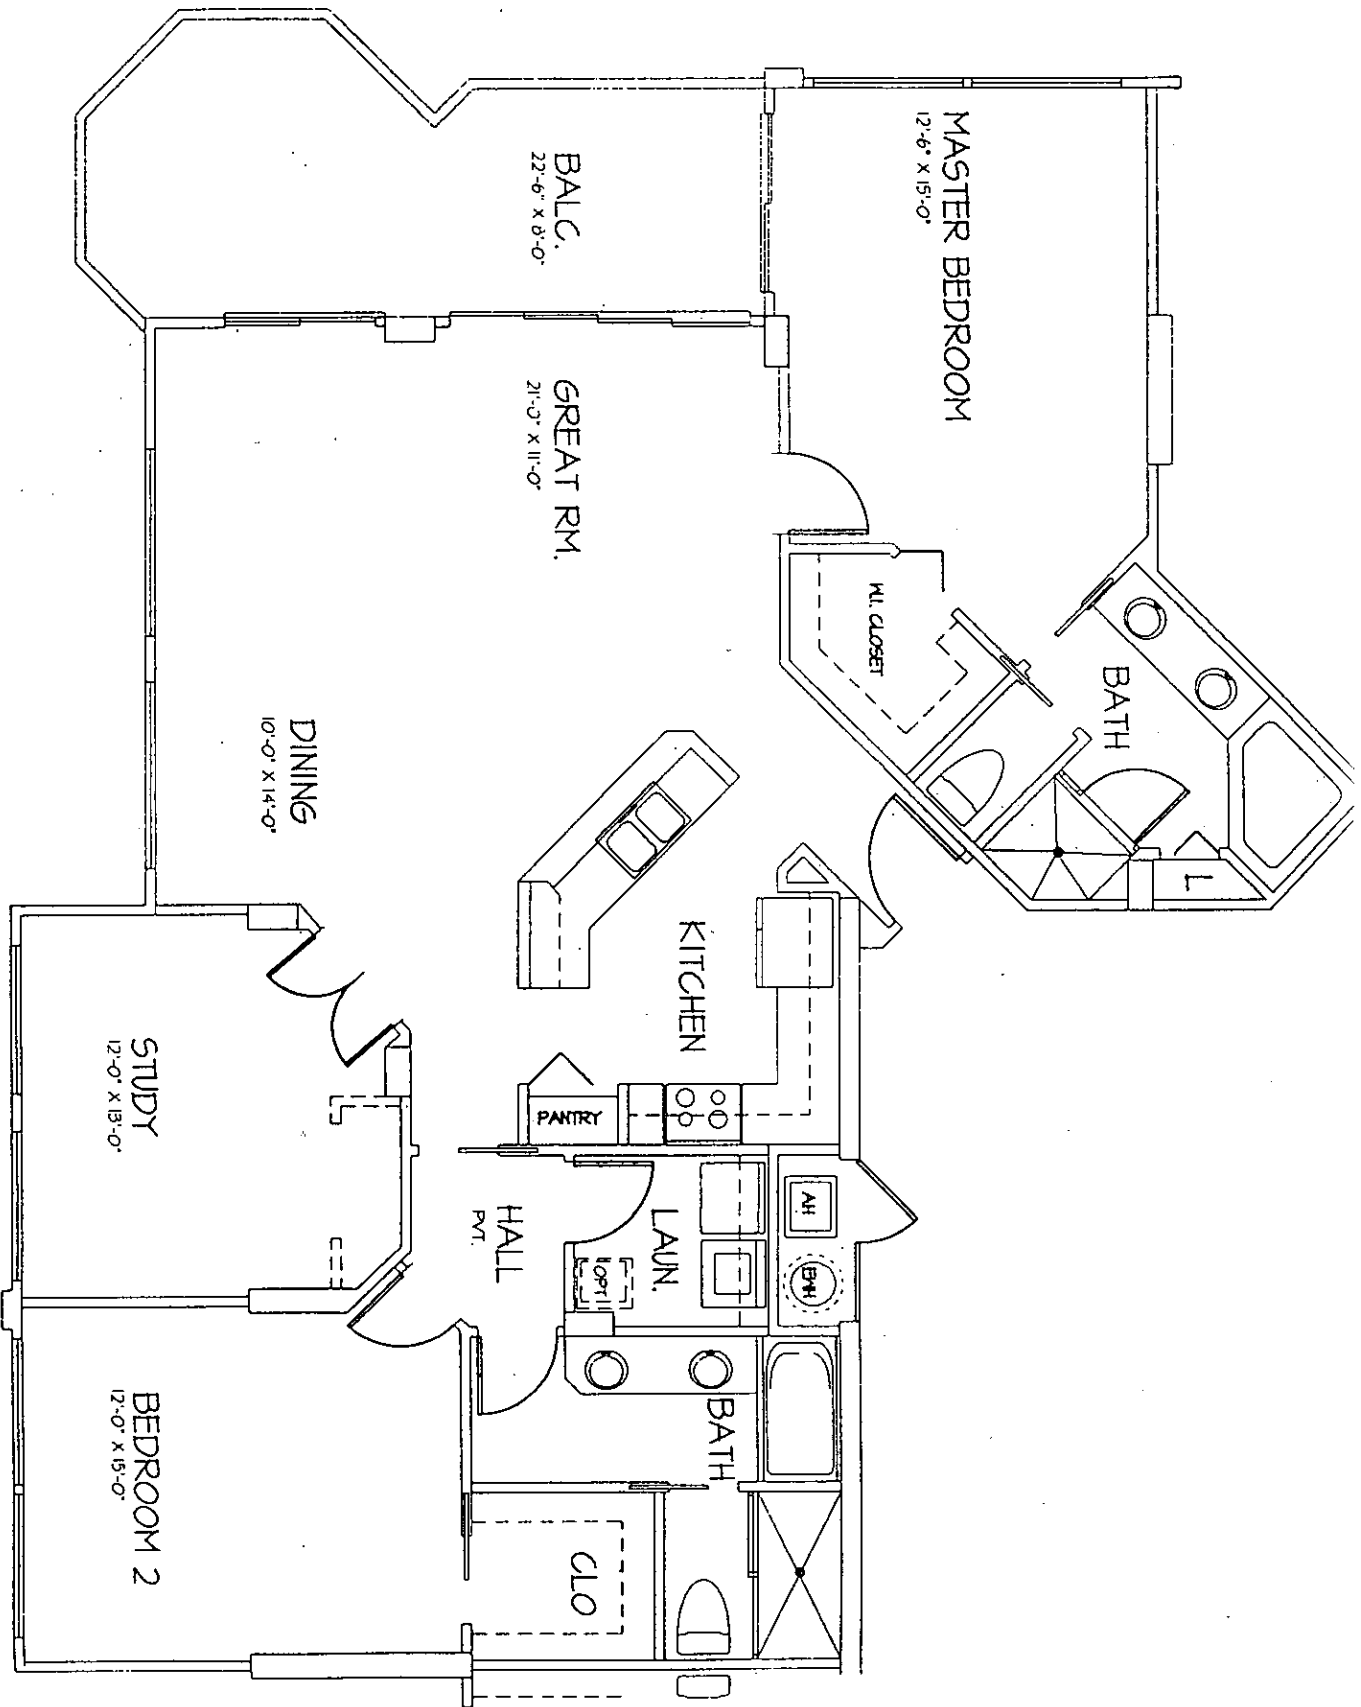 MASTER BEDROOM
12'-6" X 15'-0"
BALC.
22'-6" X 8'-0"
GREAT RM.
21'-0" X 11'-0"
W.I. CLOSET
BATH
L
DINING
10'-0" X 14'-0"
KITCHEN
PANTRY
STUDY
12'-0" X 13'-0"
HALL
PVT.
LAUN.
OPT
AH
EWH
BATH
BEDROOM 2
12'-0" X 15'-0"
CLO